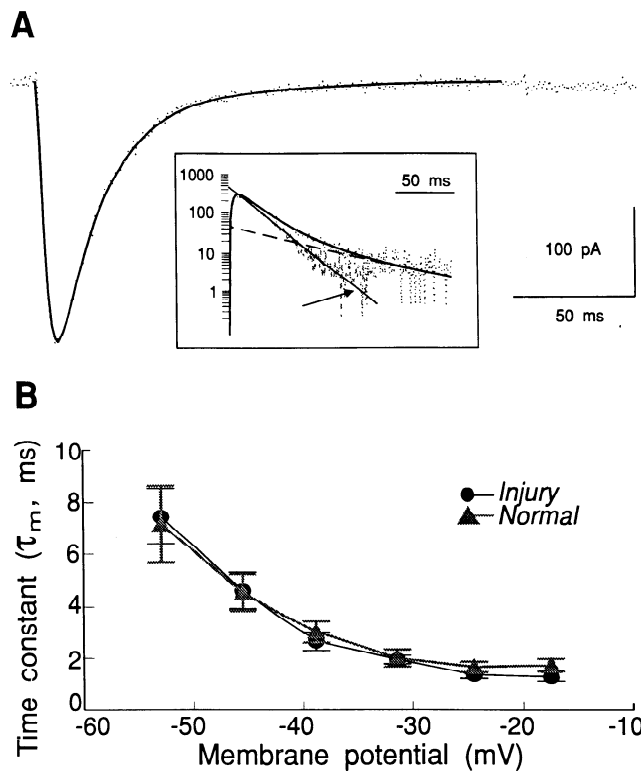 A
1000
100
10
1
50 ms
100 pA
50 ms
B
Time constant (τm, ms)
10
8
6
4
2
0
Injury
Normal
-60
-50
-40
-30
-20
-10
Membrane potential (mV)